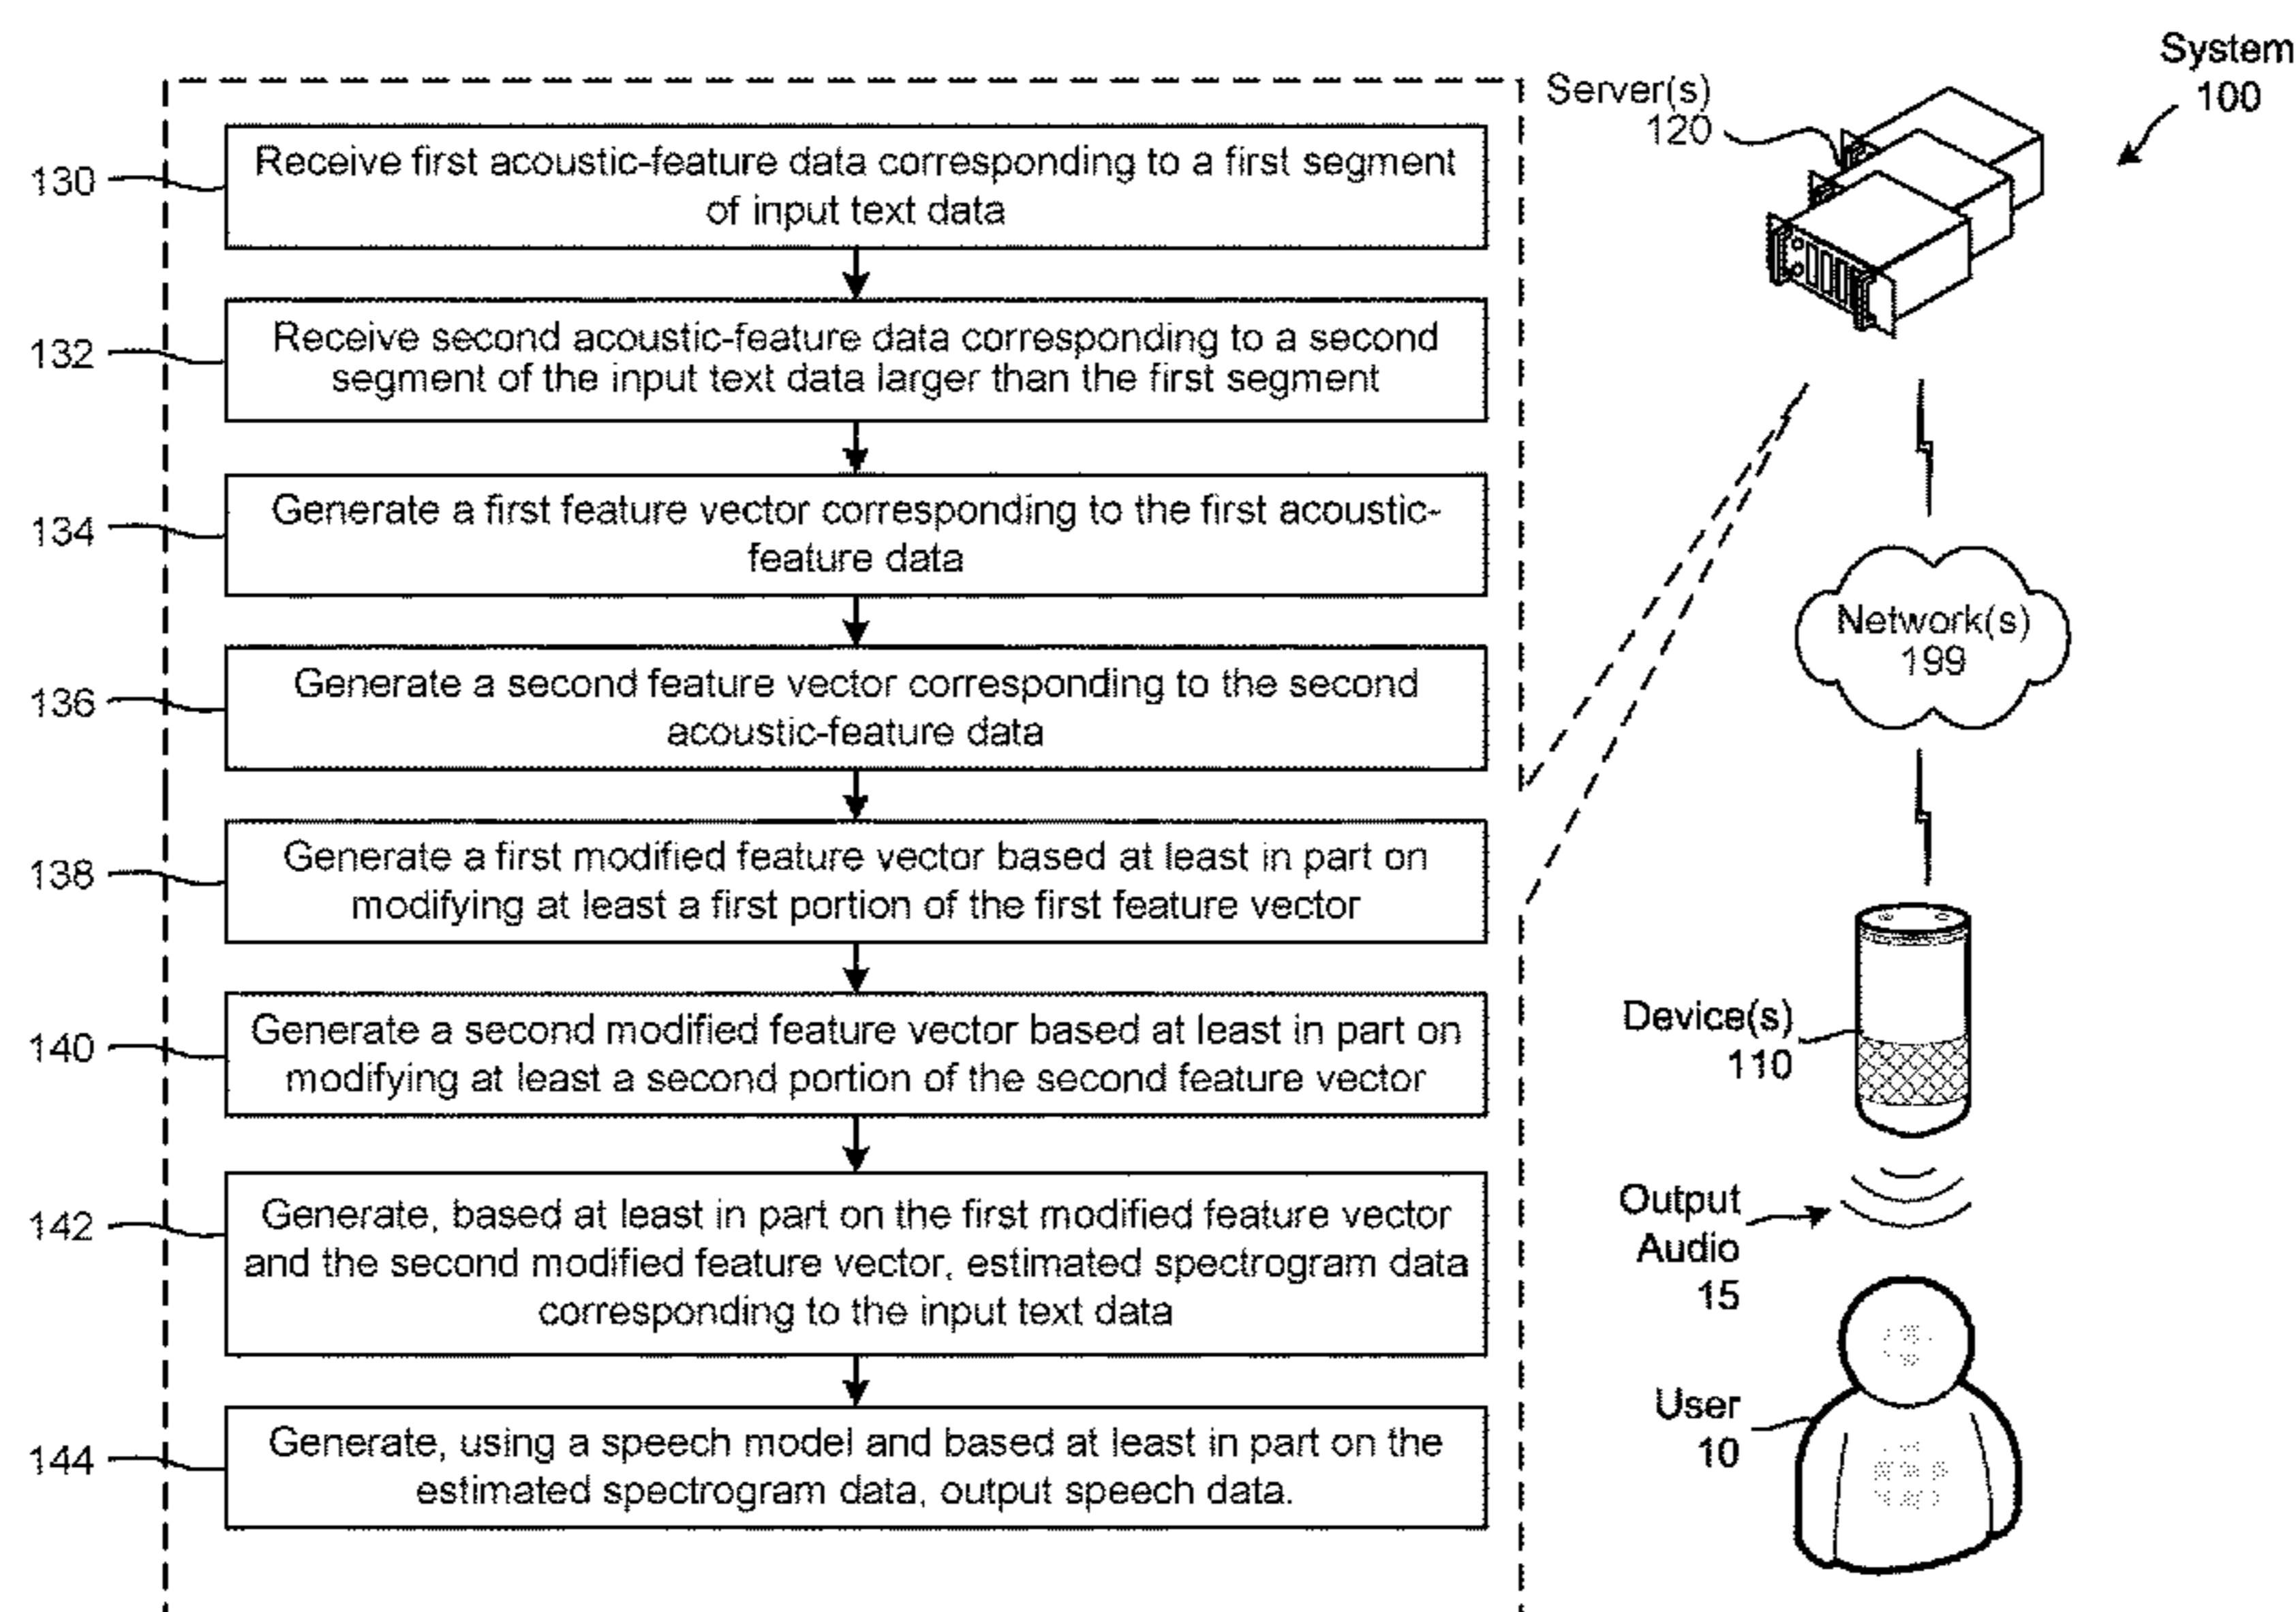 System
100
Server(s)
120
130
Receive first acoustic-feature data corresponding to a first segment
of input text data
132
Receive second acoustic-feature data corresponding to a second
segment of the input text data larger than the first segment
134
Generate a first feature vector corresponding to the first acoustic-
feature data
136
Generate a second feature vector corresponding to the second
acoustic-feature data
138
Generate a first modified feature vector based at least in part on
modifying at least a first portion of the first feature vector
140
Generate a second modified feature vector based at least in part on
modifying at least a second portion of the second feature vector
142
Generate, based at least in part on the first modified feature vector
and the second modified feature vector, estimated spectrogram data
corresponding to the input text data
144
Generate, using a speech model and based at least in part on the
estimated spectrogram data, output speech data.
Network(s)
199
Device(s)
110
Output
Audio
15
User
10